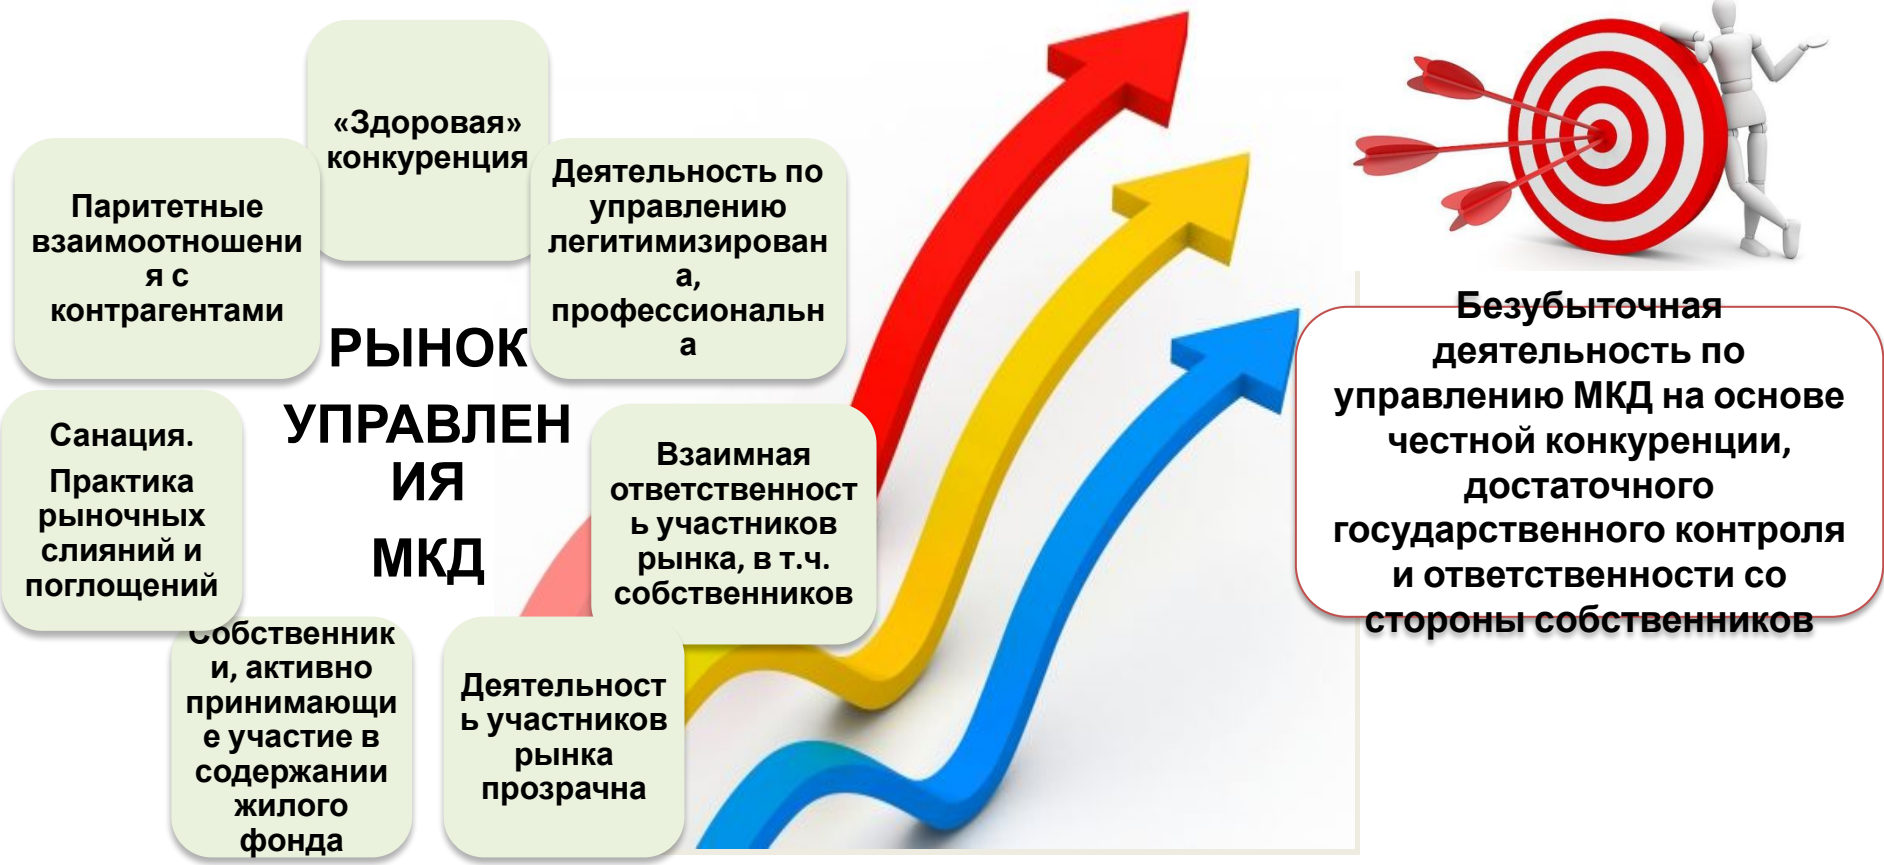 «Здоровая»
конкуренция
Деятельность по
управлению
легитимизирован
а,
профессиональн
а
Взаимная
ответственност
ь участников
рынка, в т.ч.
собственников
Деятельност
ь участников
рынка
прозрачна
Собственник
и, активно
принимающи
е участие в
содержании
жилого
фонда
Санация.
Практика
рыночных
слияний и
поглощений
Паритетные
взаимоотношени
я с
контрагентами
РЫНОК
УПРАВЛЕН
ИЯ
МКД
Безубыточная
деятельность по
управлению МКД на основе
честной конкуренции,
достаточного
государственного контроля
и ответственности со
стороны собственников